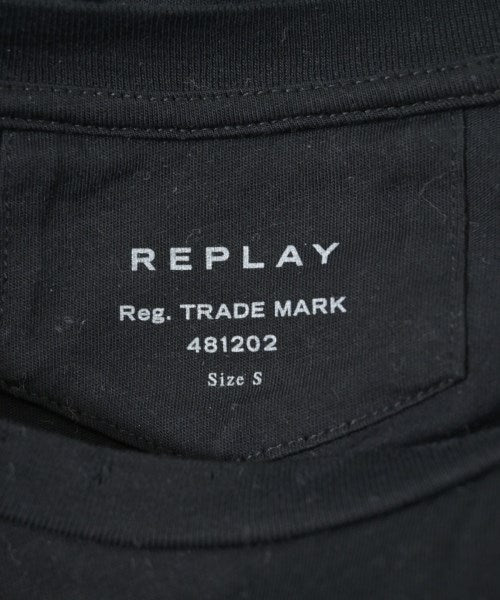 REPLAY
Reg. TRADE MARK
481202
Size S